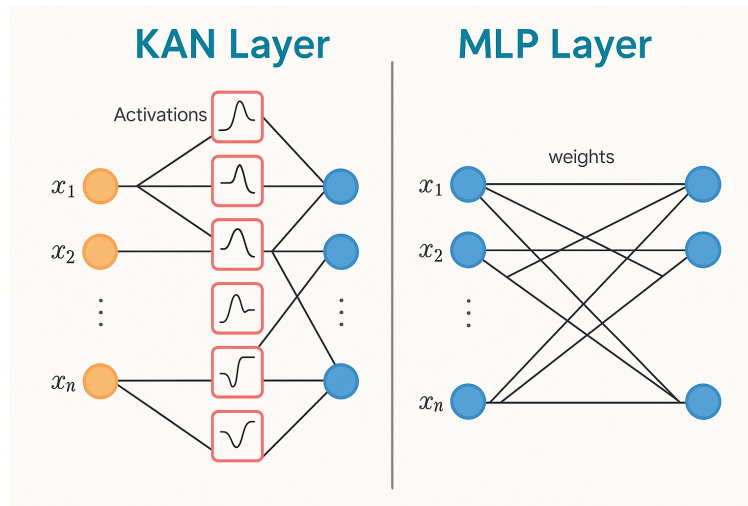 KAN Layer
Activations
x₁
x₂
⋮
xₙ
⋮
MLP Layer
weights
x₁
x₂
⋮
xₙ